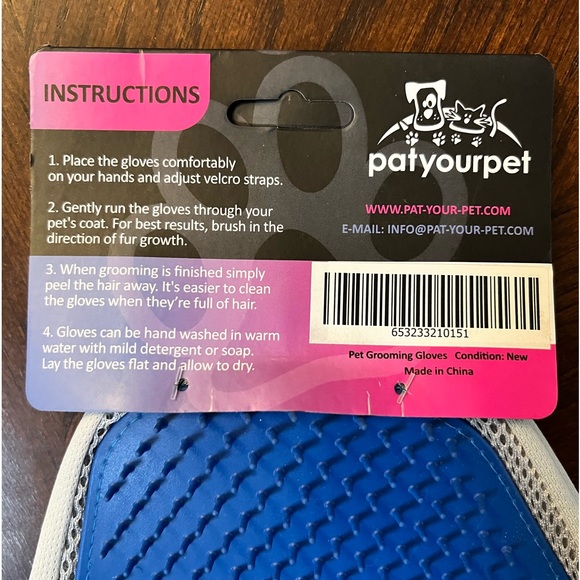 INSTRUCTIONS
1. Place the gloves comfortably
on your hands and adjust velcro straps.
2. Gently run the gloves through your
pet's coat. For best results, brush in the
direction of fur growth.
3. When grooming is finished simply
peel the hair away. It's easier to clean
the gloves when they're full of hair.
4. Gloves can be hand washed in warm
water with mild detergent or soap.
Lay the gloves flat and allow to dry.
patyourpet
WWW.PAT-YOUR-PET.COM
E-MAIL: INFO@PAT-YOUR-PET.COM
653233210151
Pet Grooming Gloves Condition: New
Made in China